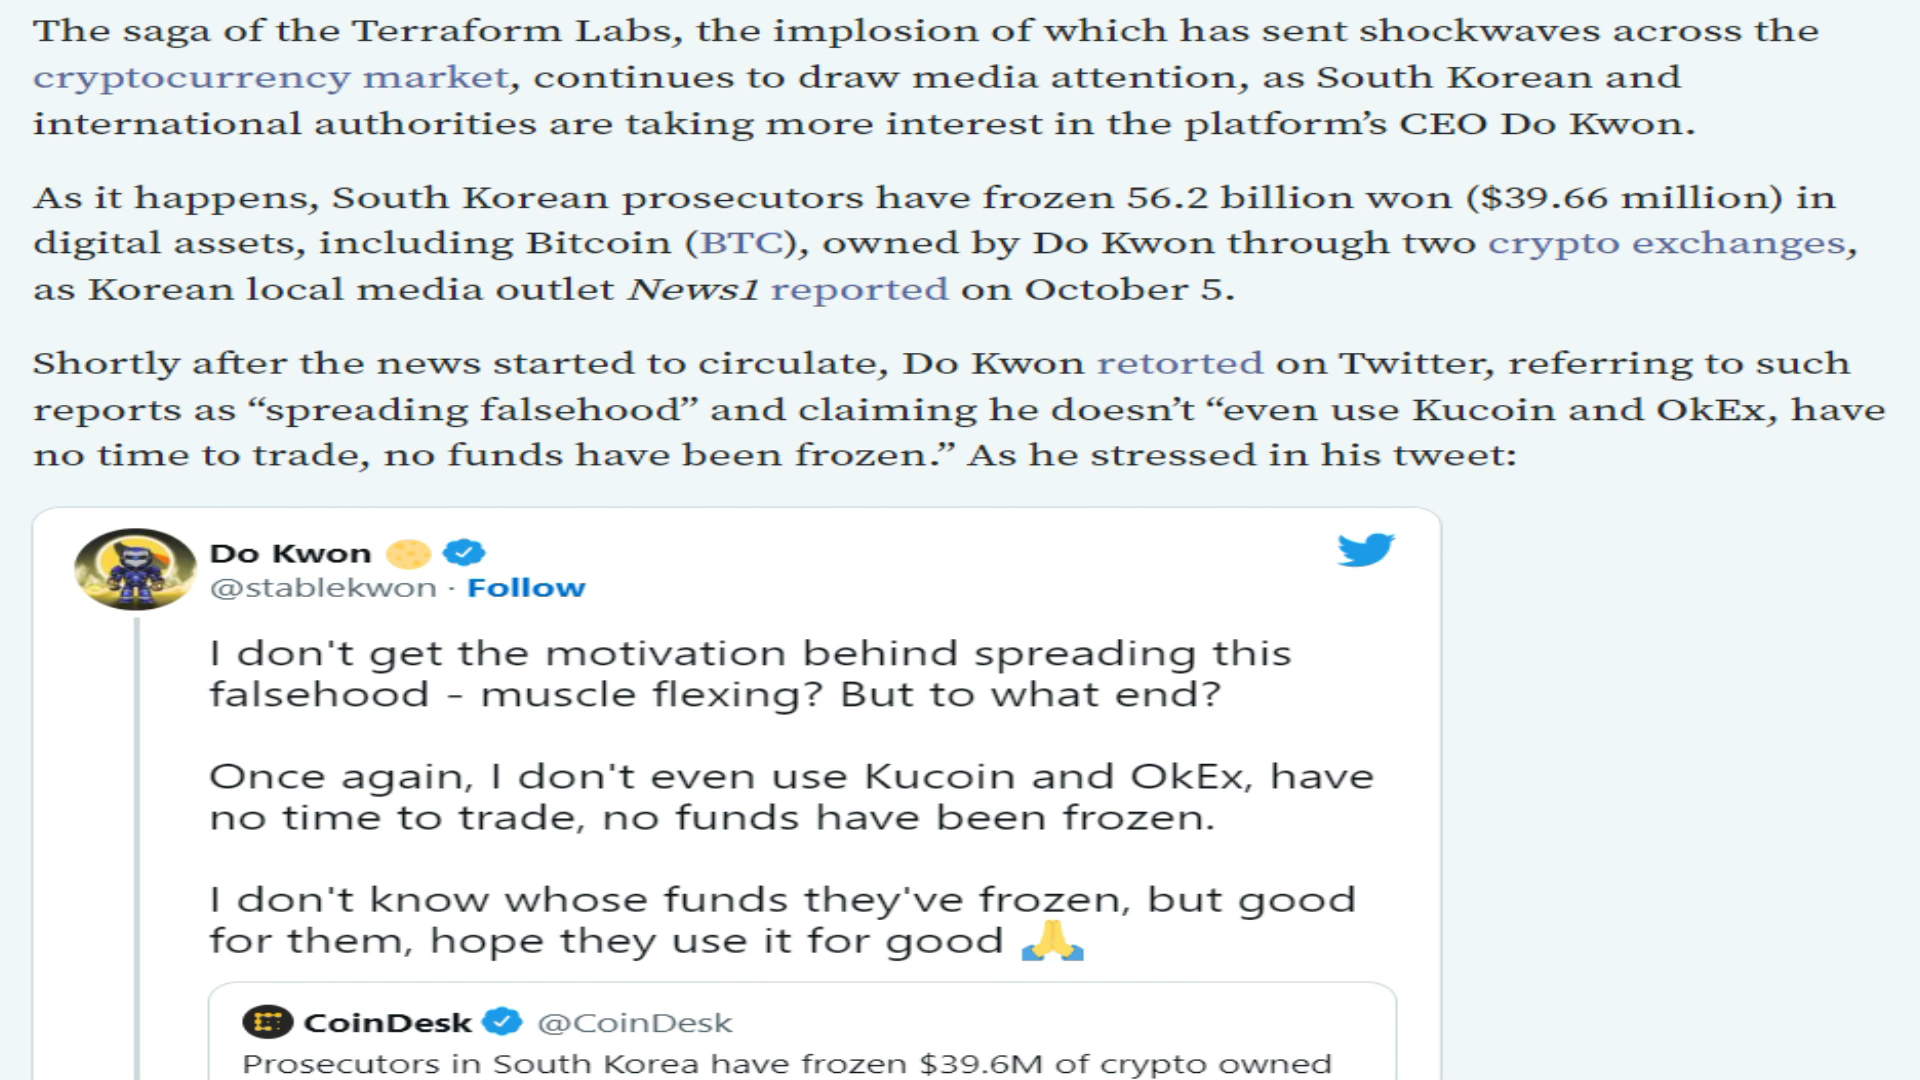 The saga of the Terraform Labs, the implosion of which has sent shockwaves across the
cryptocurrency market, continues to draw media attention, as South Korean and
international authorities are taking more interest in the platform’s CEO Do Kwon.
As it happens, South Korean prosecutors have frozen 56.2 billion won ($39.66 million) in
digital assets, including Bitcoin (BTC), owned by Do Kwon through two crypto exchanges,
as Korean local media outlet News1 reported on October 5.
Shortly after the news started to circulate, Do Kwon retorted on Twitter, referring to such
reports as “spreading falsehood” and claiming he doesn’t “even use Kucoin and OkEx, have
no time to trade, no funds have been frozen.” As he stressed in his tweet:
Do Kwon
@stablekwon · Follow
I don't get the motivation behind spreading this
falsehood - muscle flexing? But to what end?
Once again, I don't even use Kucoin and OkEx, have
no time to trade, no funds have been frozen.
I don't know whose funds they've frozen, but good
for them, hope they use it for good 🙏
CoinDesk @CoinDesk
Prosecutors in South Korea have frozen $39.6M of crypto owned